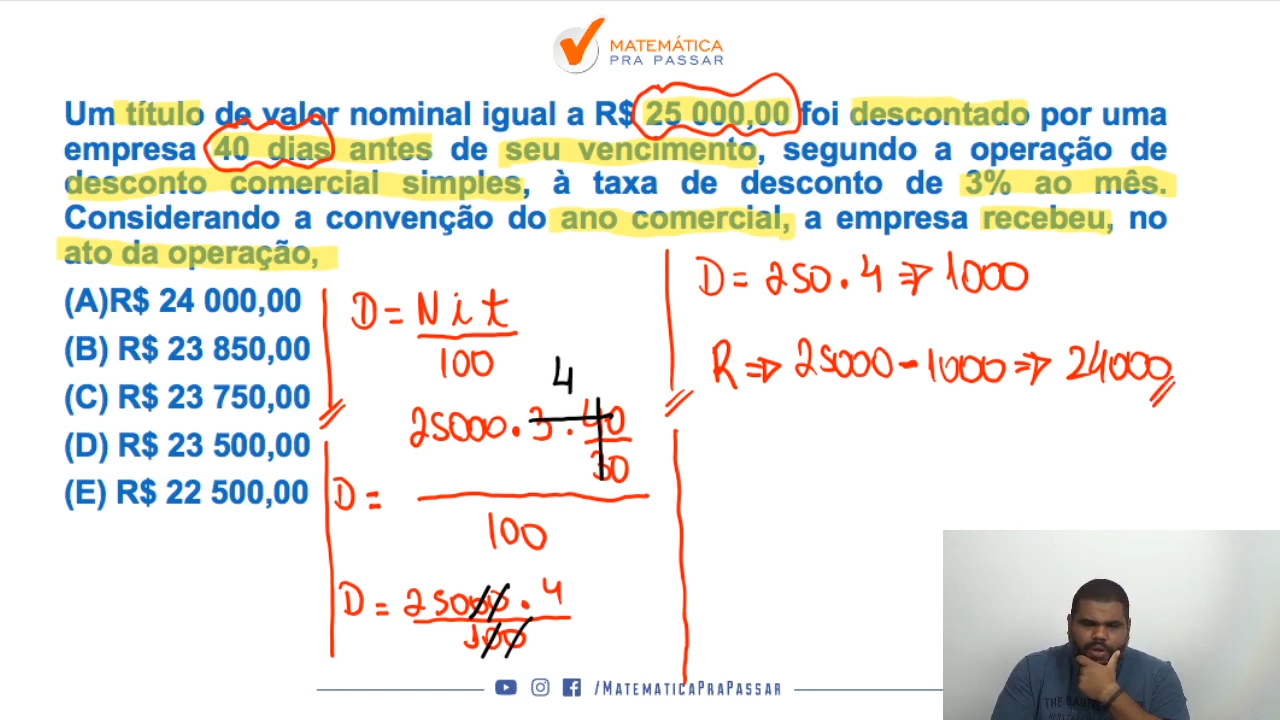 MATEMÁTICA
PRA PASSAR
Um título de valor nominal igual a R$ 25 000,00 foi descontado por uma
empresa 40 dias antes de seu vencimento, segundo a operação de
desconto comercial simples, à taxa de desconto de 3% ao mês.
Considerando a convenção do ano comercial, a empresa recebeu, no
ato da operação,
(A)R$ 24 000,00
(B) R$ 23 850,00
(C) R$ 23 750,00
(D) R$ 23 500,00
(E) R$ 22 500,00
D = N i t
100
4
25000 . 3 . 40
30
D =
100
D = 25000 . 4
100
D = 250 . 4 ⇒ 1000
R ⇒ 25000 - 1000 ⇒ 24000
/MATEMATICAPRAPASSAR